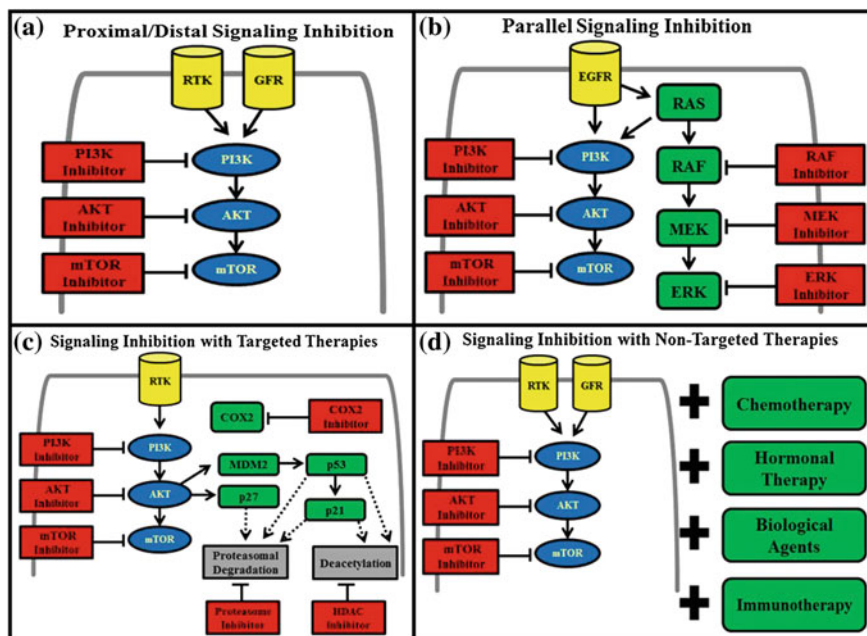 (a)
Proximal/Distal Signaling Inhibition
RTK
GFR
PI3K
Inhibitor
PI3K
AKT
Inhibitor
AKT
mTOR
Inhibitor
mTOR
(b)
Parallel Signaling Inhibition
EGFR
RAS
PI3K
Inhibitor
PI3K
RAF
RAF
Inhibitor
AKT
Inhibitor
AKT
MEK
MEK
Inhibitor
mTOR
Inhibitor
mTOR
ERK
ERK
Inhibitor
(c)
Signaling Inhibition with Targeted Therapies
RTK
COX2
COX2
Inhibitor
PI3K
Inhibitor
PI3K
MDM2
p53
AKT
Inhibitor
AKT
p27
p21
mTOR
Inhibitor
mTOR
Proteasomal
Degradation
Deacetylation
Proteasome
Inhibitor
HDAC
Inhibitor
(d)
Signaling Inhibition with Non-Targeted Therapies
RTK
GFR
Chemotherapy
PI3K
Inhibitor
PI3K
Hormonal
Therapy
AKT
Inhibitor
AKT
Biological
Agents
mTOR
Inhibitor
mTOR
Immunotherapy